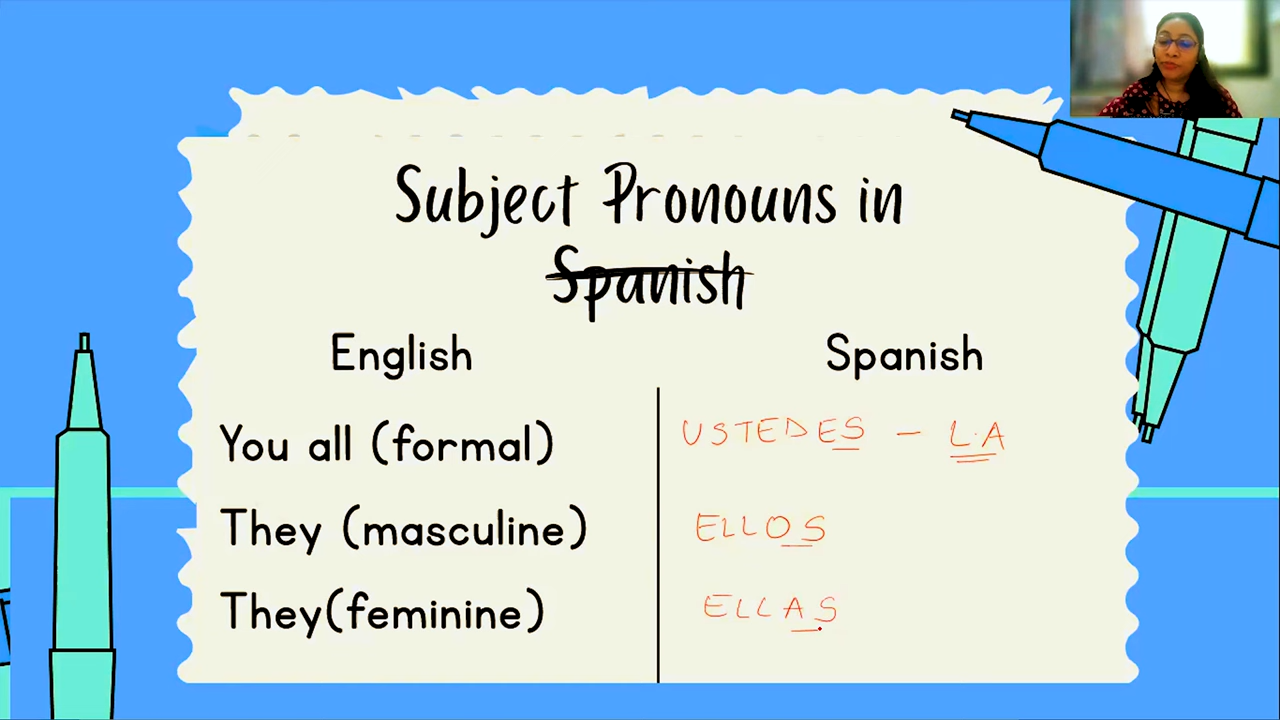 Subject Pronouns in
Spanish
English Spanish
You all (formal) USTEDES - L.A
They (masculine) ELLOS
They(feminine) ELLAS